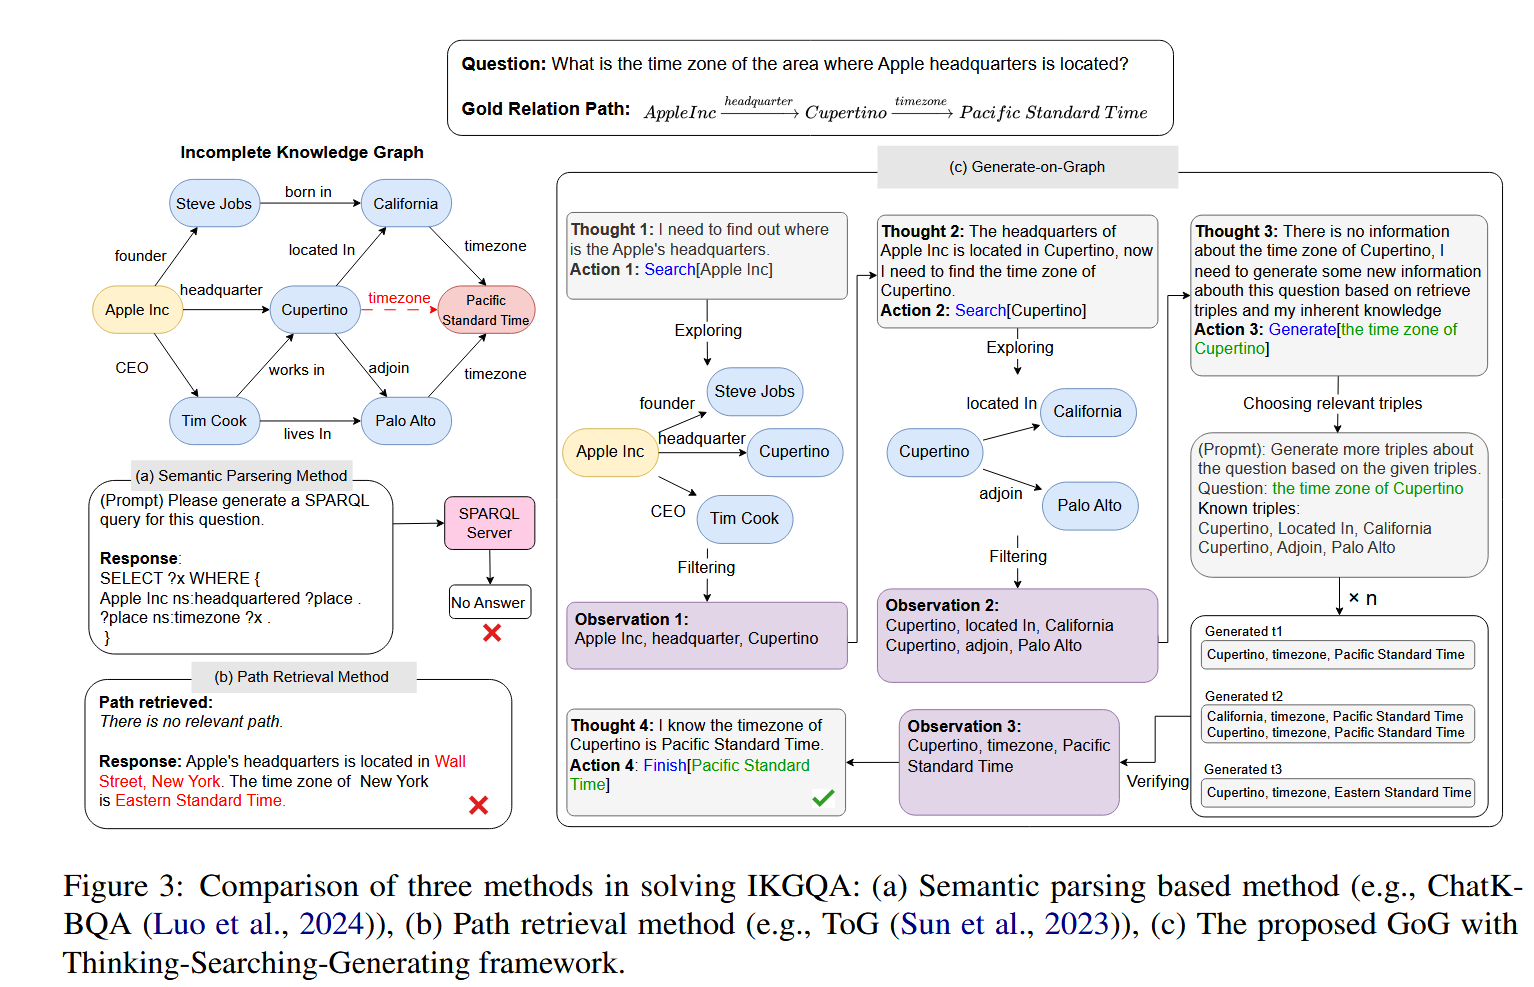 Question: What is the time zone of the area where Apple headquarters is located?
Gold Relation Path: AppleInc headquarter Cupertino timezone Pacific Standard Time
Incomplete Knowledge Graph
Steve Jobs
born in
California
founder
located In
timezone
Apple Inc
headquarter
Cupertino
timezone
Pacific
Standard Time
CEO
works in
adjoin
timezone
Tim Cook
lives In
Palo Alto
(a) Semantic Parsering Method
(Prompt) Please generate a SPARQL
query for this question.
Response:
SELECT ?x WHERE {
Apple Inc ns:headquartered ?place .
?place ns:timezone ?x .
}
SPARQL
Server
No Answer
(b) Path Retrieval Method
Path retrieved:
There is no relevant path.
Response: Apple's headquarters is located in Wall
Street, New York. The time zone of New York
is Eastern Standard Time.
(c) Generate-on-Graph
Thought 1: I need to find out where
is the Apple's headquarters.
Action 1: Search[Apple Inc]
Exploring
founder
Steve Jobs
Apple Inc
headquarter
Cupertino
CEO
Tim Cook
Filtering
Observation 1:
Apple Inc, headquarter, Cupertino
Thought 2: The headquarters of
Apple Inc is located in Cupertino, now
I need to find the time zone of
Cupertino.
Action 2: Search[Cupertino]
Exploring
located In
California
Cupertino
adjoin
Palo Alto
Filtering
Observation 2:
Cupertino, located In, California
Cupertino, adjoin, Palo Alto
Thought 3: There is no information
about the time zone of Cupertino, I
need to generate some new information
abouth this question based on retrieve
triples and my inherent knowledge
Action 3: Generate[the time zone of
Cupertino]
Choosing relevant triples
(Propmt): Generate more triples about
the question based on the given triples.
Question: the time zone of Cupertino
Known triples:
Cupertino, Located In, California
Cupertino, Adjoin, Palo Alto
× n
Generated t1
Cupertino, timezone, Pacific Standard Time
Generated t2
California, timezone, Pacific Standard Time
Cupertino, timezone, Pacific Standard Time
Generated t3
Cupertino, timezone, Eastern Standard Time
Verifying
Observation 3:
Cupertino, timezone, Pacific
Standard Time
Thought 4: I know the timezone of
Cupertino is Pacific Standard Time.
Action 4: Finish[Pacific Standard
Time]
Figure 3: Comparison of three methods in solving IKGQA: (a) Semantic parsing based method (e.g., ChatK-
BQA (Luo et al., 2024)), (b) Path retrieval method (e.g., ToG (Sun et al., 2023)), (c) The proposed GoG with
Thinking-Searching-Generating framework.